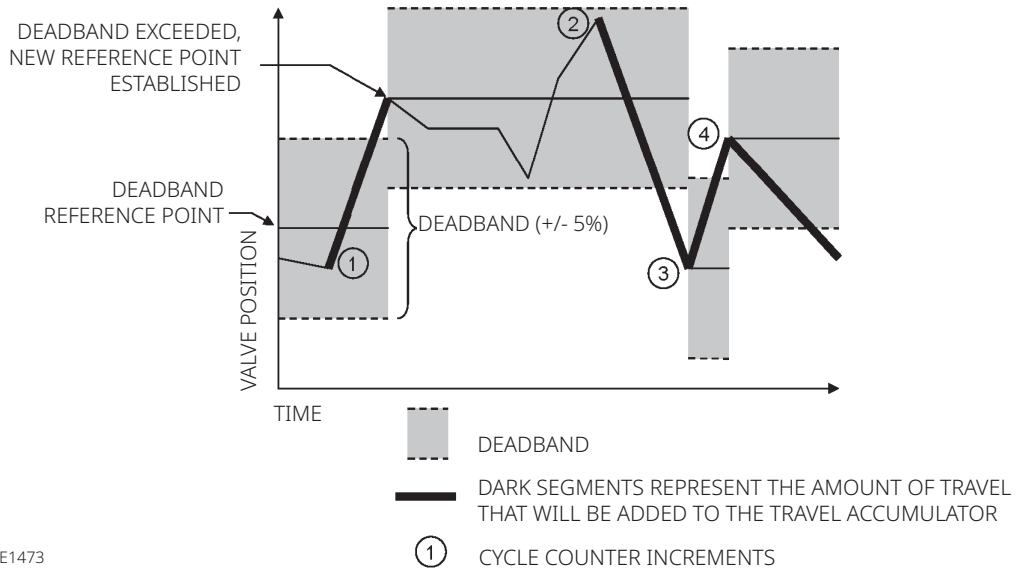 DEADBAND EXCEEDED,
NEW REFERENCE POINT
ESTABLISHED
2
4
DEADBAND
REFERENCE POINT
DEADBAND (+/- 5%)
1
3
VALVE POSITION
TIME
DEADBAND
DARK SEGMENTS REPRESENT THE AMOUNT OF TRAVEL
THAT WILL BE ADDED TO THE TRAVEL ACCUMULATOR
1 CYCLE COUNTER INCREMENTS
E1473